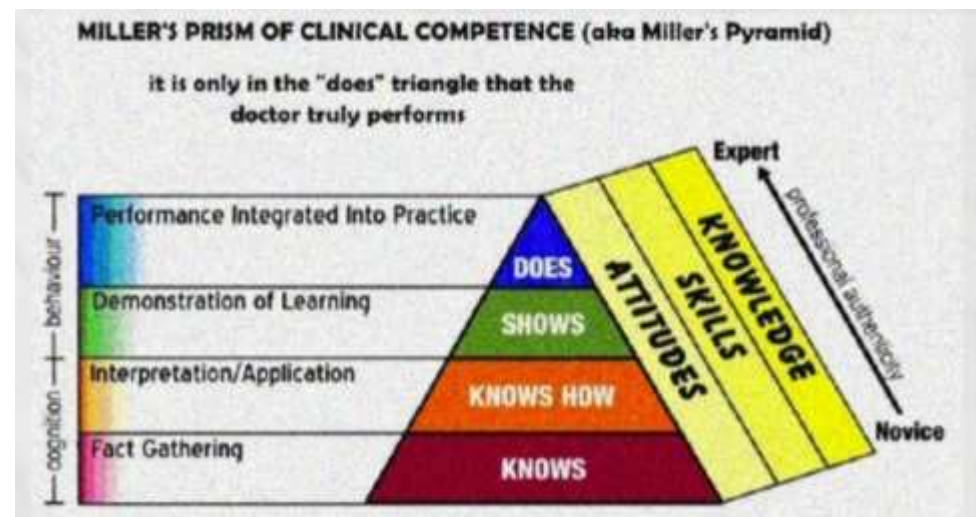 MILLER'S PRISM OF CLINICAL COMPETENCE (aka Miller's Pyramid)
it is only in the "does" triangle that the
doctor truly performs
Expert
professional authenticity
Novice
behaviour
cognition
Performance Integrated Into Practice
Demonstration of Learning
Interpretation/Application
Fact Gathering
DOES
SHOWS
KNOWS HOW
KNOWS
ATTITUDES
SKILLS
KNOWLEDGE